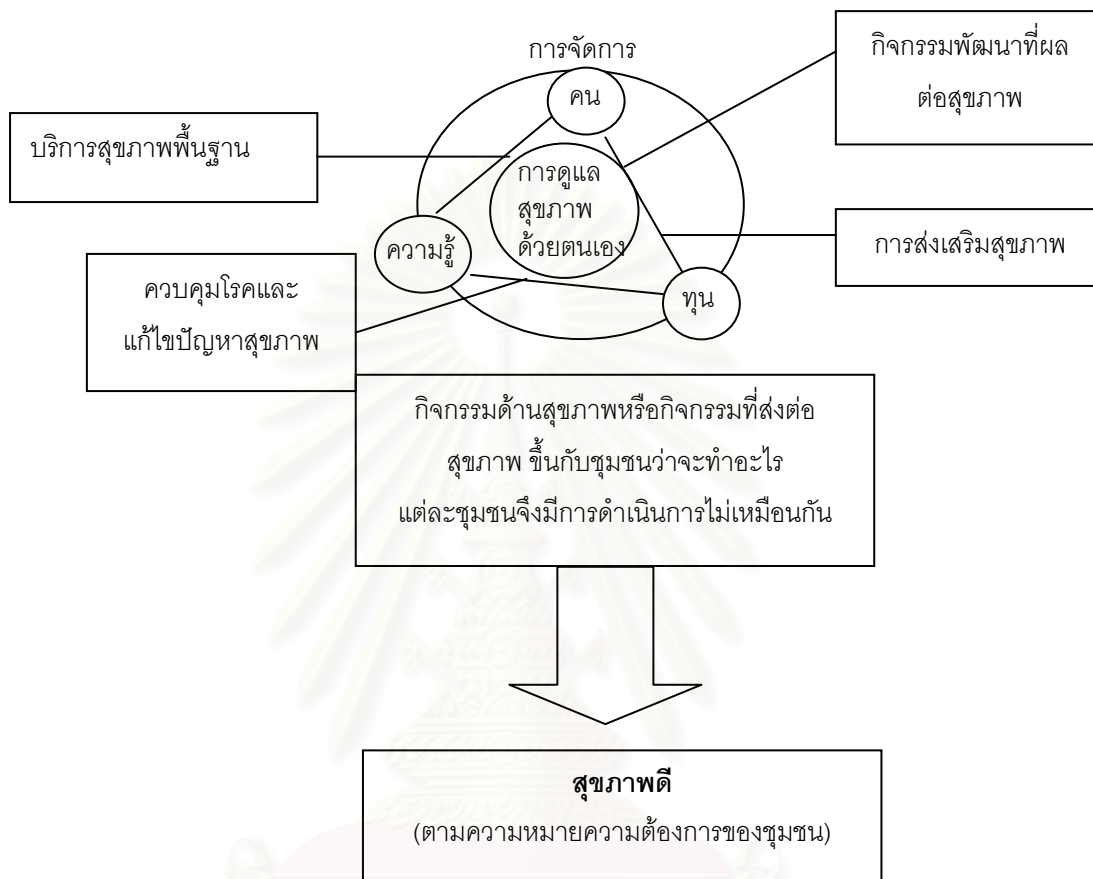 การจัดการ
คน
กิจกรรมพัฒนาที่ผล
ต่อสุขภาพ
บริการสุขภาพพื้นฐาน
การดูแล
สุขภาพ
ด้วยตนเอง
ความรู้
การส่งเสริมสุขภาพ
ทุน
ควบคุมโรคและ
แก้ไขปัญหาสุขภาพ
กิจกรรมด้านสุขภาพหรือกิจกรรมที่ส่งต่อ
สุขภาพ ขึ้นกับชุมชนว่าจะทำอะไร
แต่ละชุมชนจึงมีการดำเนินการไม่เหมือนกัน
สุขภาพดี
(ตามความหมายความต้องการของชุมชน)